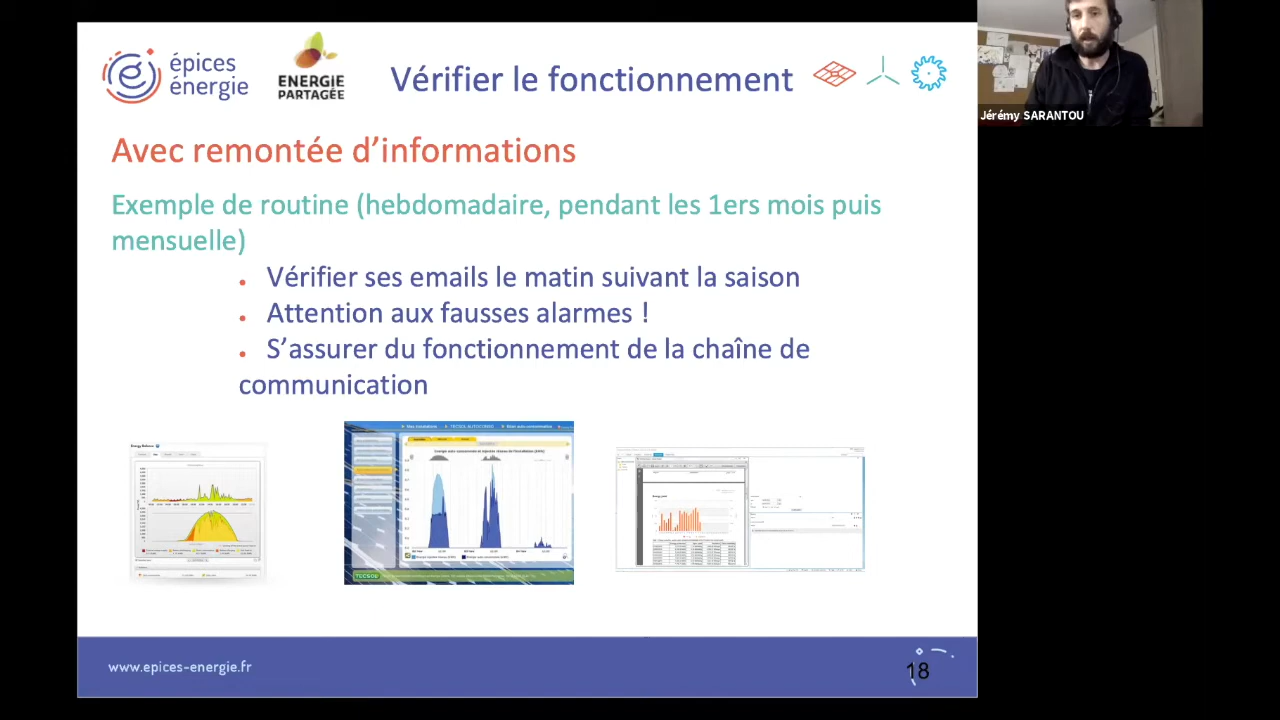 épices
énergie
ENERGIE
PARTAGÉE
Vérifier le fonctionnement
Jérémy SARANTOU
Avec remontée d’informations
Exemple de routine (hebdomadaire, pendant les 1ers mois puis
mensuelle)
• Vérifier ses emails le matin suivant la saison
• Attention aux fausses alarmes !
• S’assurer du fonctionnement de la chaîne de
communication
www.epices-energie.fr
18